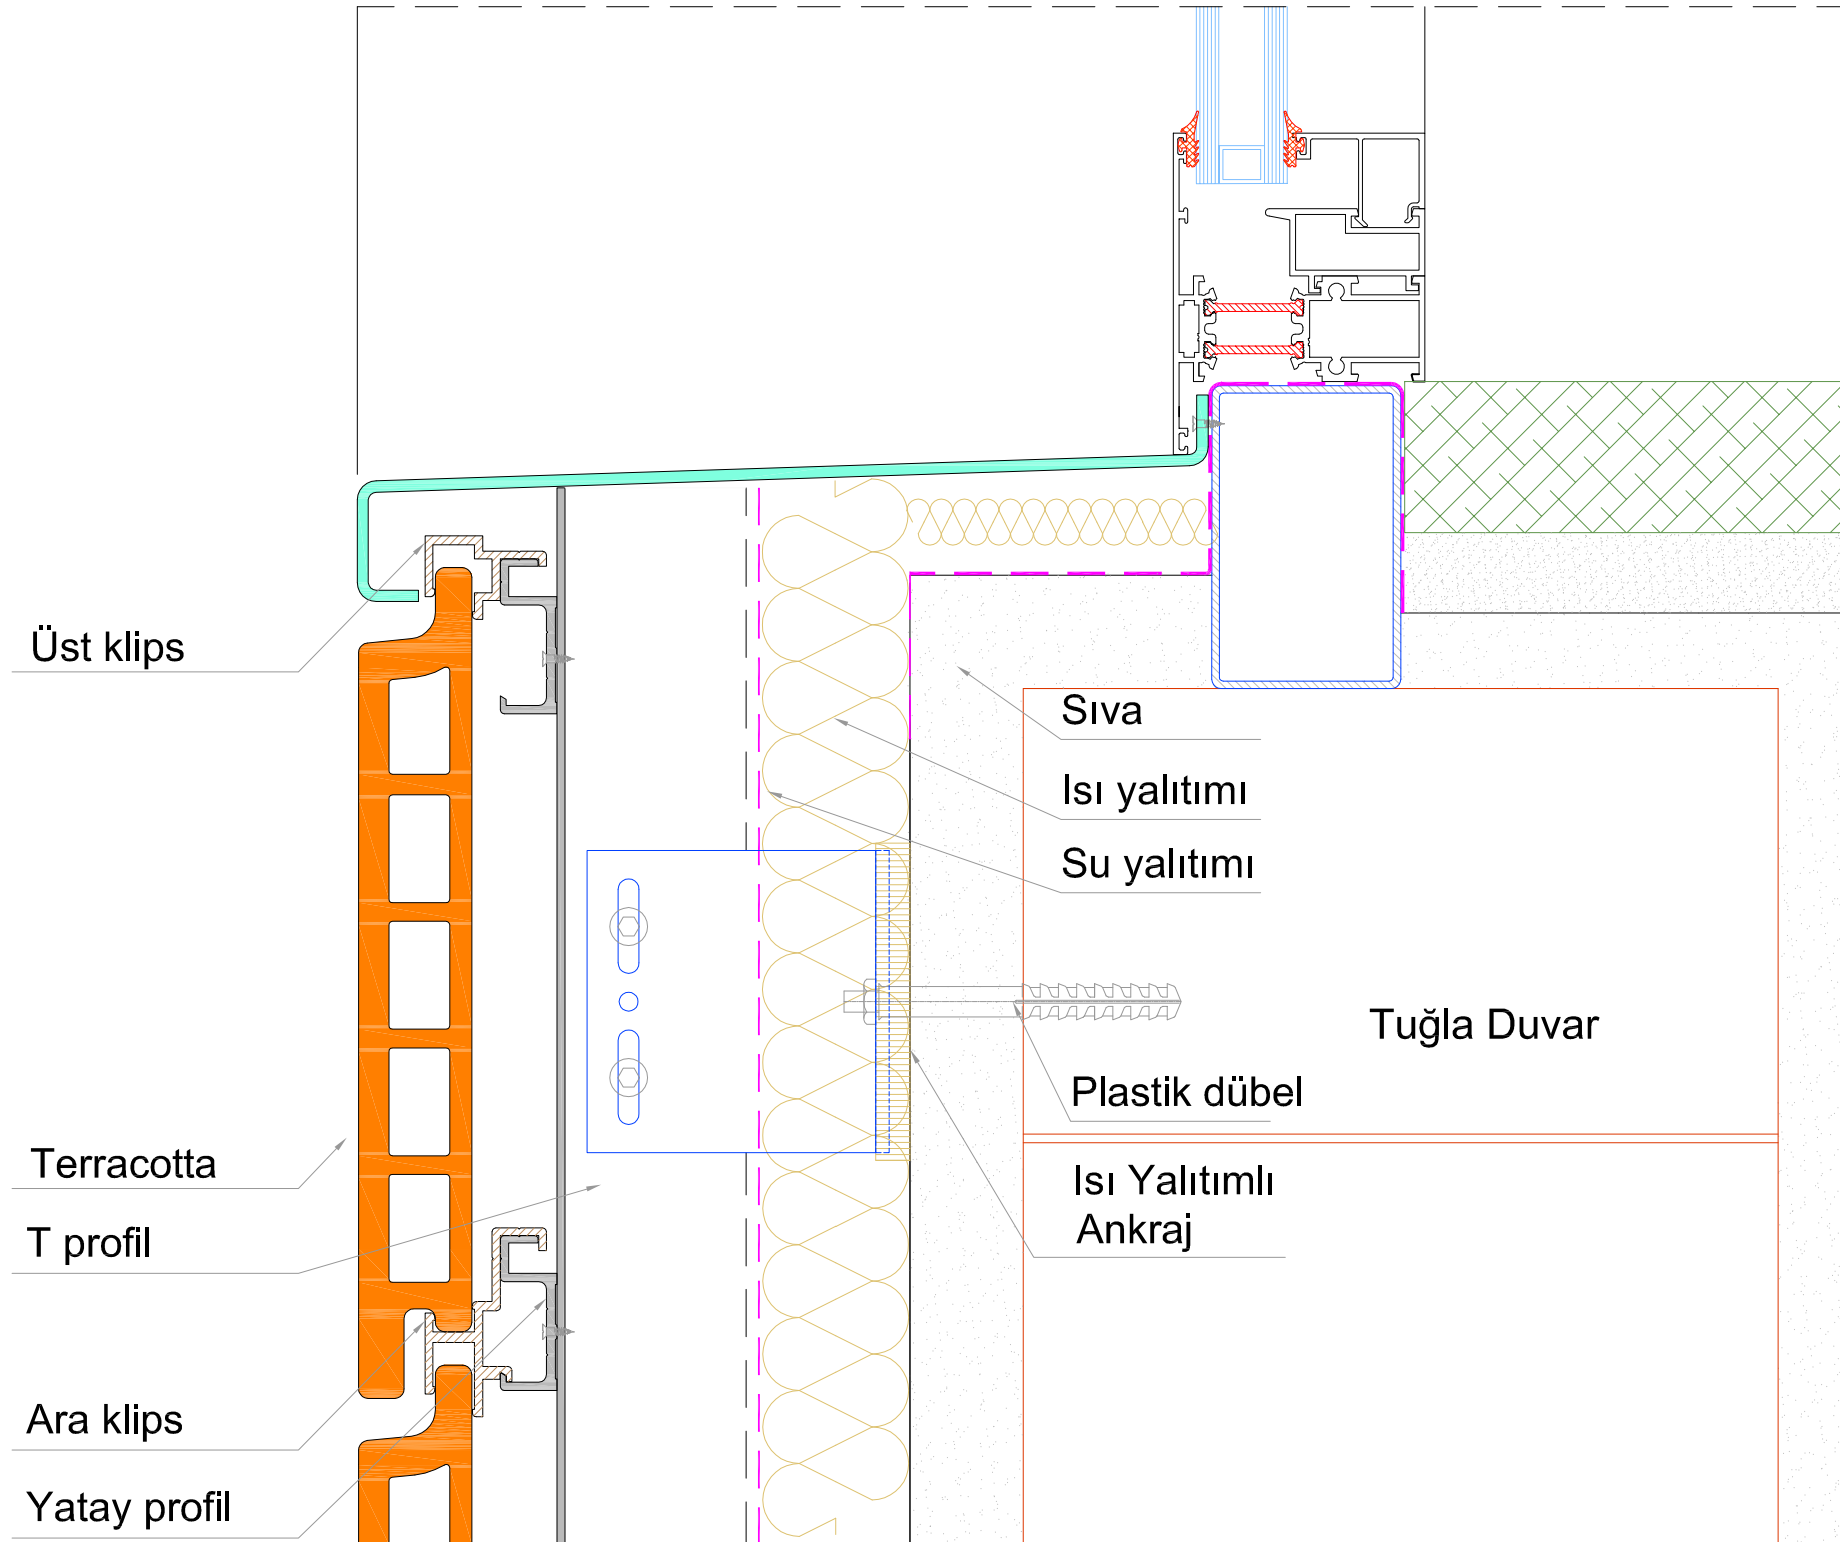 Üst klips
Sıva
Isı yalıtımı
Su yalıtımı
Tuğla Duvar
Plastik dübel
Terracotta
Isı Yalıtımlı
Ankraj
T profil
Ara klips
Yatay profil